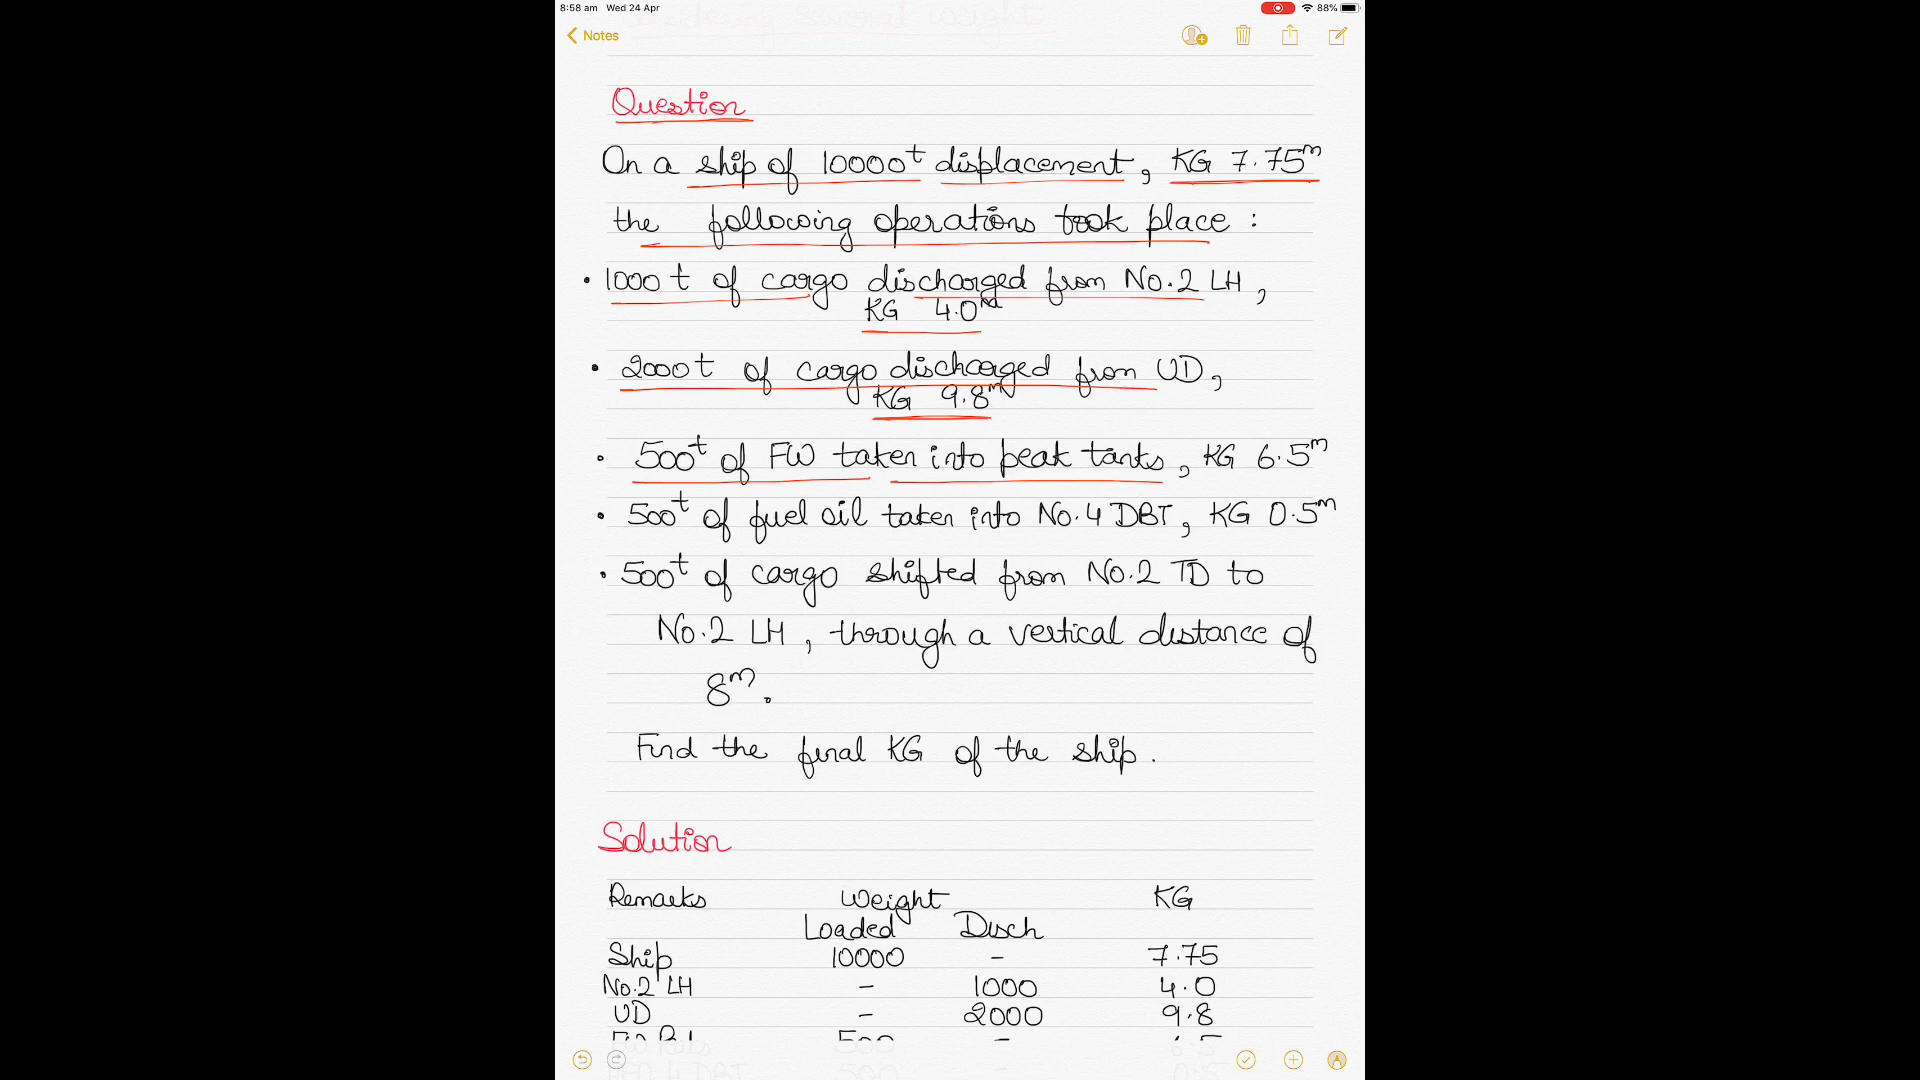 8:58 am Wed 24 Apr
88%
Notes
Question
On a ship of 10000t displacement, KG 7.75m
the following operations took place :
• 1000 t of cargo discharged from No.2 LH,
KG 4.0m
• 2000 t of cargo discharged from UD,
KG 9.8m
• 500t of FW taken into peak tanks, KG 6.5m
• 500t of fuel oil taken into No.4 DBT, KG 0.5m
• 500t of cargo shifted from No.2 TD to
No.2 LH, through a vertical distance of
8m.
Find the final KG of the ship.
Solution
Remarks Weight KG
Loaded Disch
Ship 10000 - 7.75
No.2 LH - 1000 4.0
UD - 2000 9.8
500 -